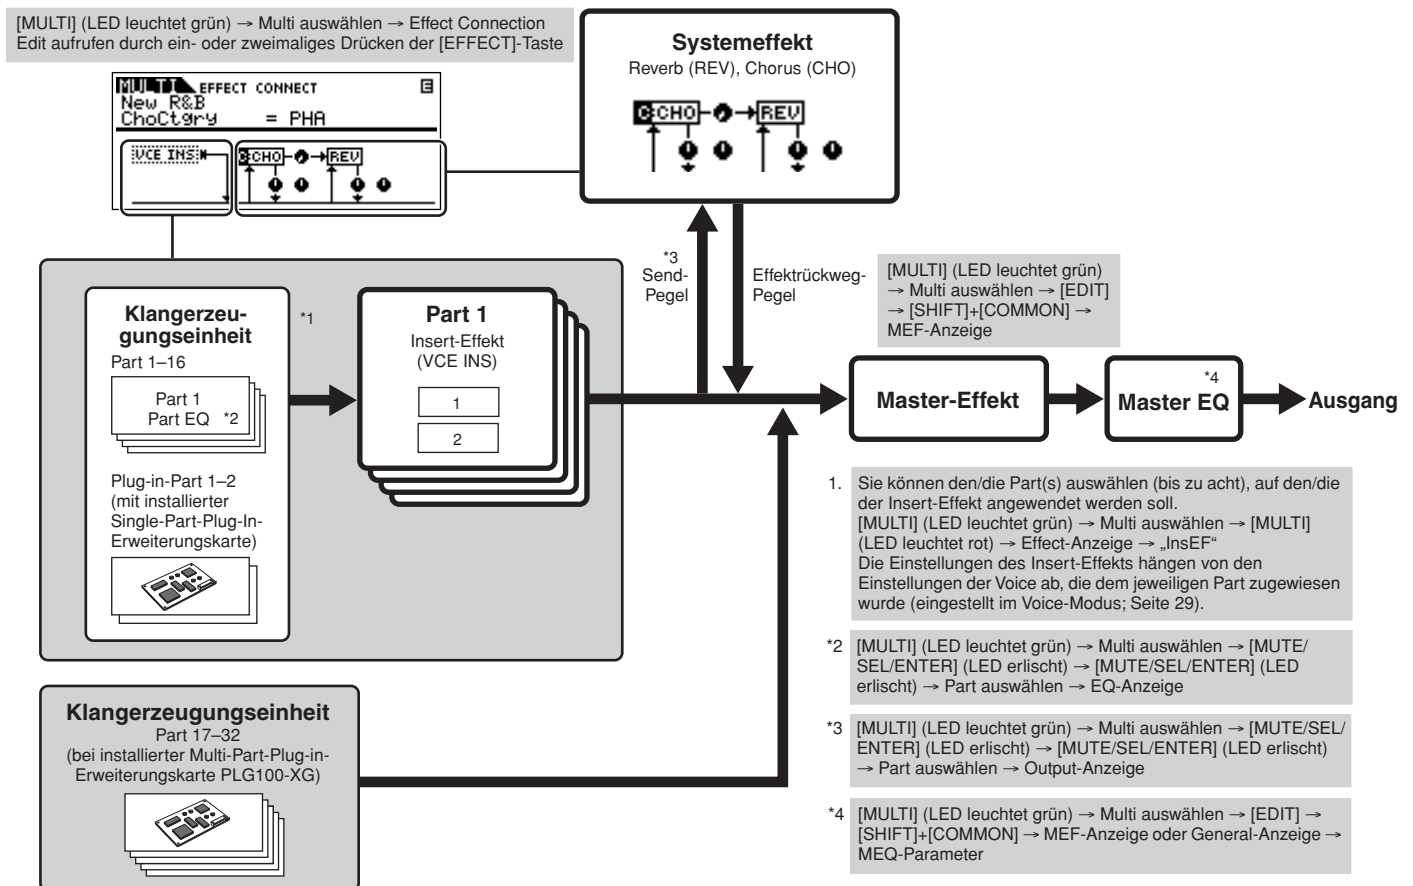 [MULTI] (LED leuchtet grün) → Multi auswählen → Effect Connection
Edit aufrufen durch ein- oder zweimaliges Drücken der [EFFECT]-Taste
MULTI EFFECT CONNECT E
New R&B
ChoCtgry = PHA
VCE INS
C:CHO REV
Systemeffekt
Reverb (REV), Chorus (CHO)
C:CHO REV
*3
Send-
Pegel
Effektrückweg-
Pegel
[MULTI] (LED leuchtet grün)
→ Multi auswählen → [EDIT]
→ [SHIFT]+[COMMON] →
MEF-Anzeige
Klangerzeu-
gungseinheit
Part 1–16
Part 1
Part EQ *2
Plug-in-Part 1–2
(mit installierter
Single-Part-Plug-In-
Erweiterungskarte)
*1
Part 1
Insert-Effekt
(VCE INS)
1
2
Master-Effekt
*4
Master EQ
Ausgang
Klangerzeugungseinheit
Part 17–32
(bei installierter Multi-Part-Plug-in-
Erweiterungskarte PLG100-XG)
1. Sie können den/die Part(s) auswählen (bis zu acht), auf den/die
der Insert-Effekt angewendet werden soll.
[MULTI] (LED leuchtet grün) → Multi auswählen → [MULTI]
(LED leuchtet rot) → Effect-Anzeige → „InsEF“
Die Einstellungen des Insert-Effekts hängen von den
Einstellungen der Voice ab, die dem jeweiligen Part zugewiesen
wurde (eingestellt im Voice-Modus; Seite 29).
*2 [MULTI] (LED leuchtet grün) → Multi auswählen → [MUTE/
SEL/ENTER] (LED erlischt) → [MUTE/SEL/ENTER] (LED
erlischt) → Part auswählen → EQ-Anzeige
*3 [MULTI] (LED leuchtet grün) → Multi auswählen → [MUTE/SEL/
ENTER] (LED erlischt) → [MUTE/SEL/ENTER] (LED erlischt)
→ Part auswählen → Output-Anzeige
*4 [MULTI] (LED leuchtet grün) → Multi auswählen → [EDIT] →
[SHIFT]+[COMMON] → MEF-Anzeige oder General-Anzeige →
MEQ-Parameter